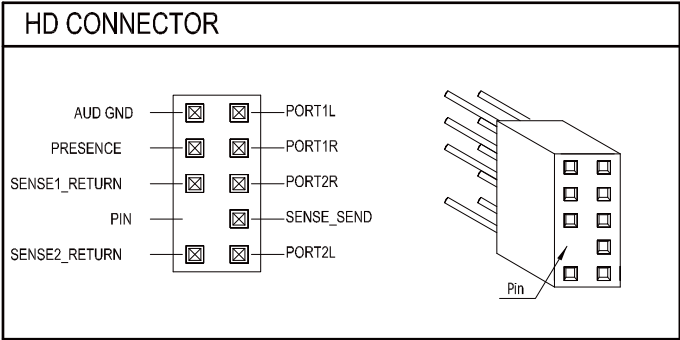 HD CONNECTOR
AUD GND PORT1L
PRESENCE PORT1R
SENSE1_RETURN PORT2R
PIN SENSE_SEND
SENSE2_RETURN PORT2L
Pin